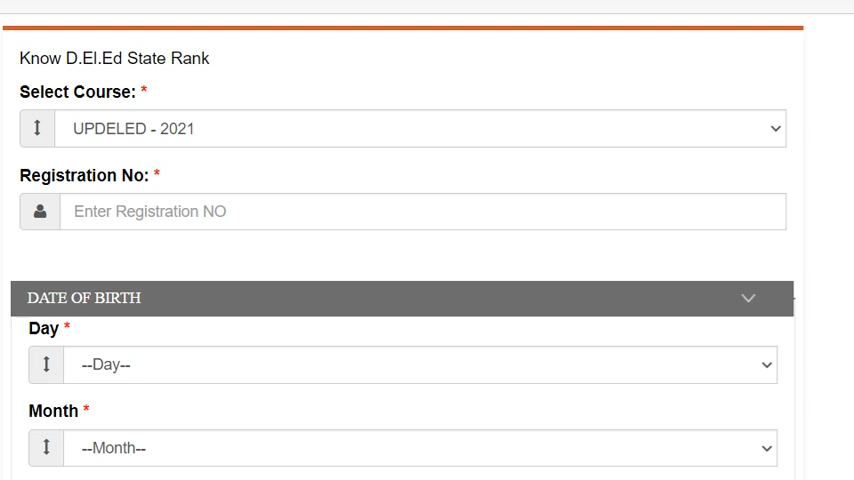 Know D.El.Ed State Rank
Select Course: *
UPDELED - 2021
Registration No: *
Enter Registration NO
DATE OF BIRTH
Day *
--Day--
Month *
--Month--